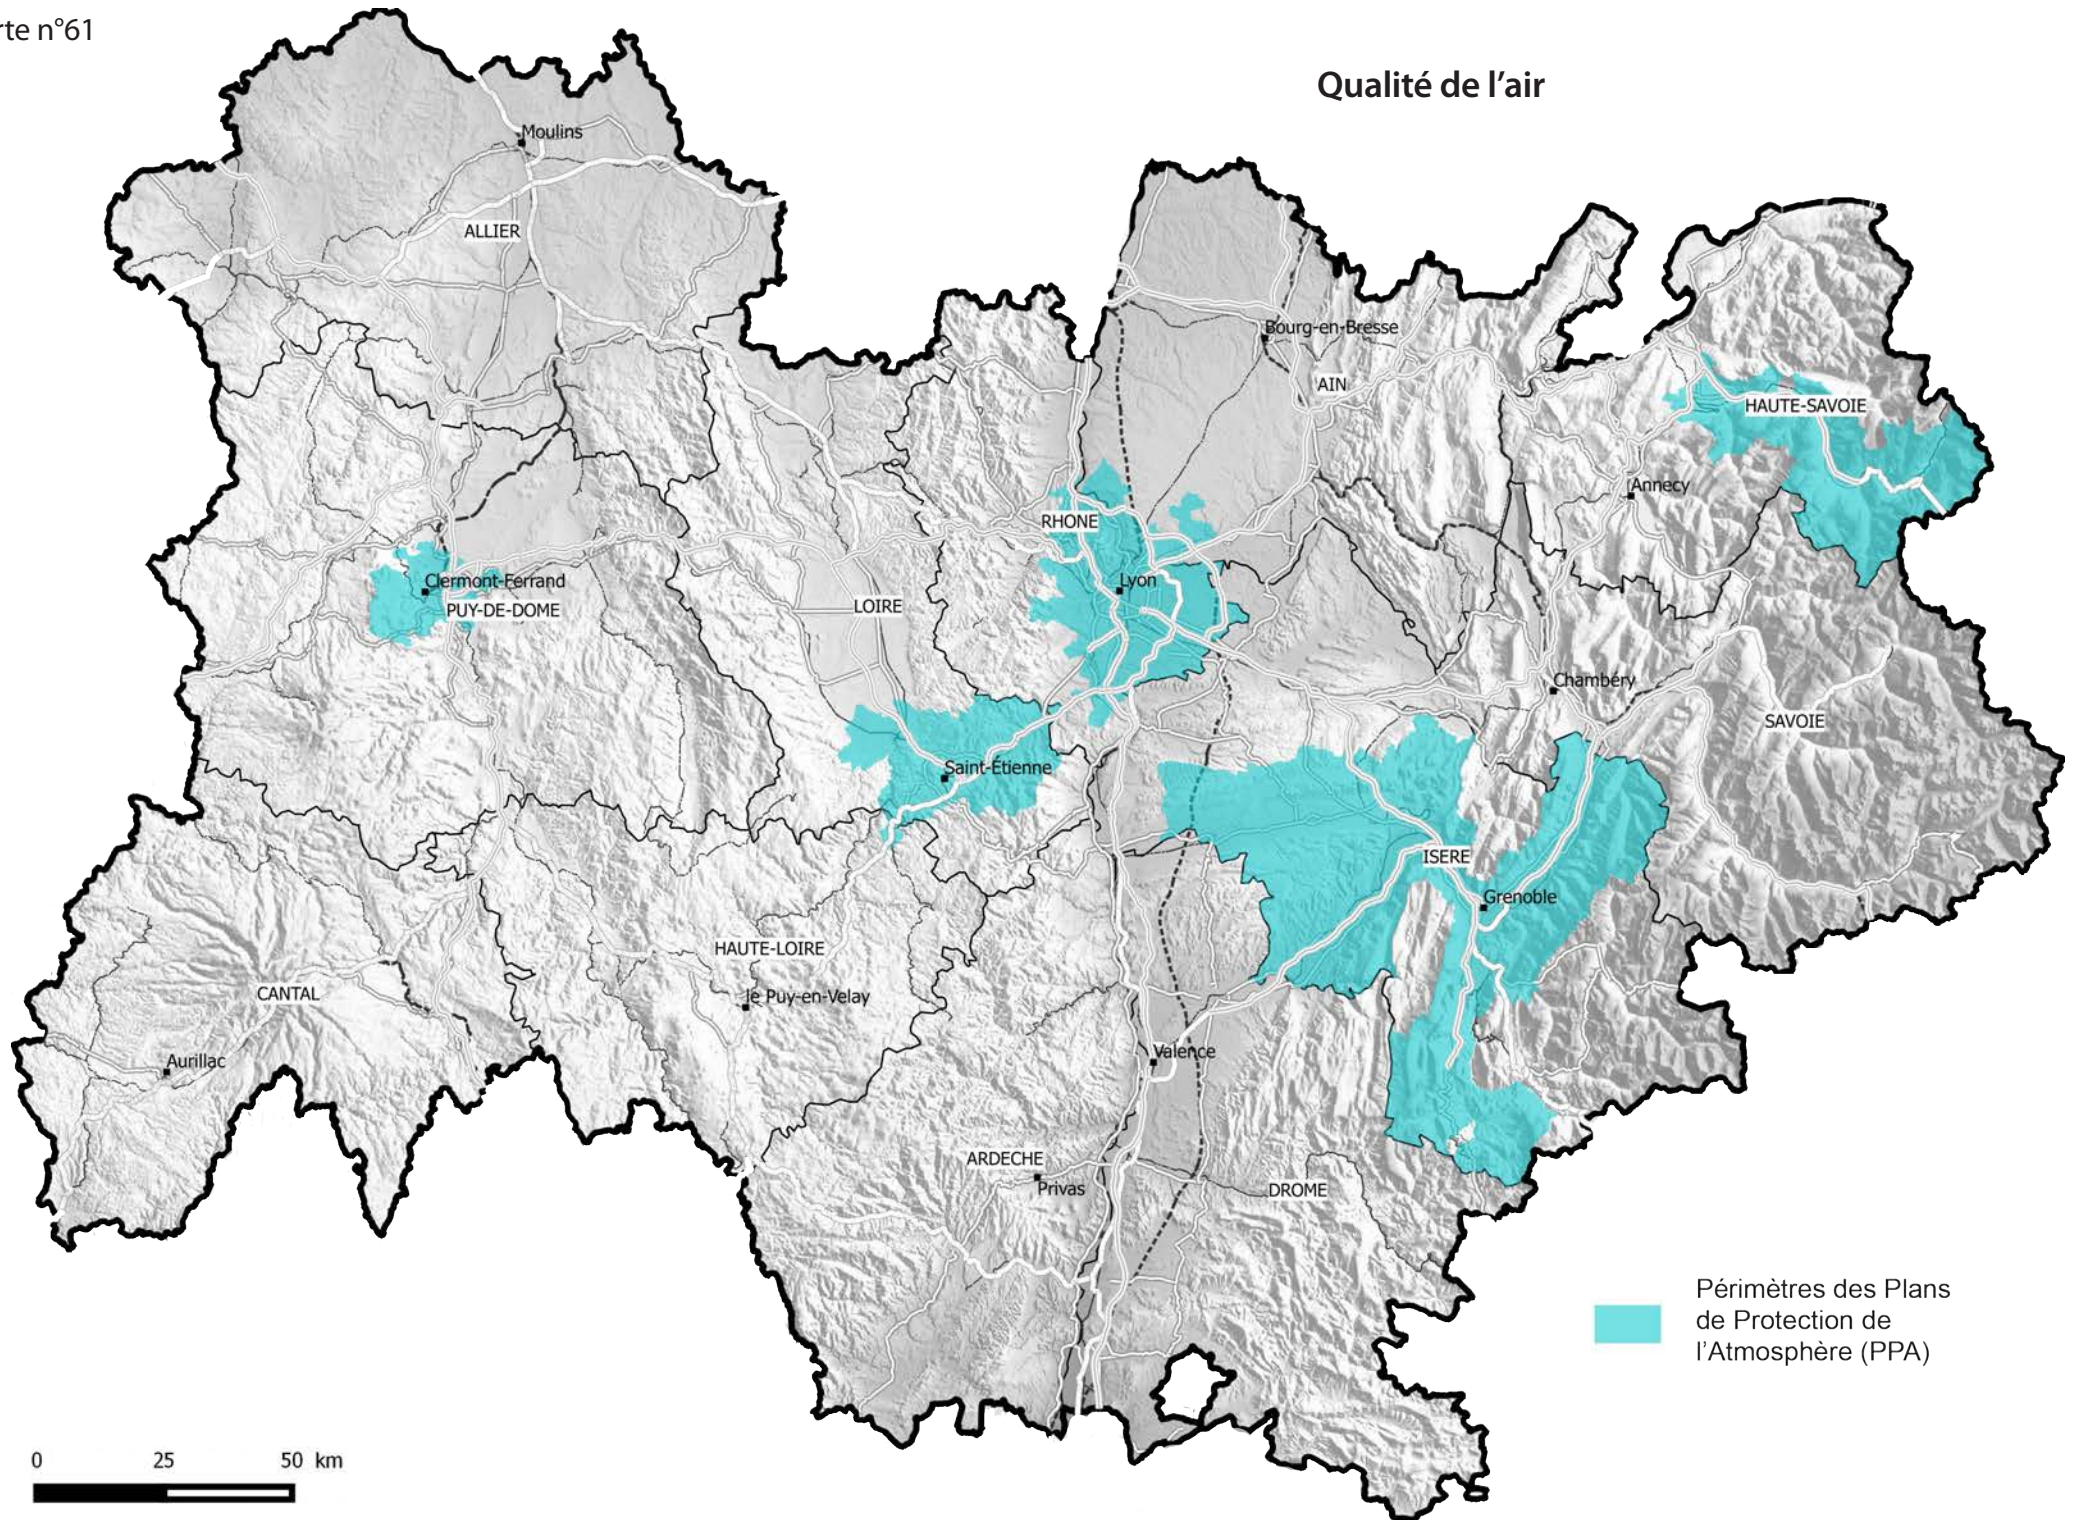 rte n°61
Qualité de l'air
Moulins
ALLIER
Bourg-en-Bresse
AIN
HAUTE-SAVOIE
Annecy
RHONE
Clermont-Ferrand
Lyon
PUY-DE-DOME
LOIRE
Chambéry
SAVOIE
Saint-Étienne
ISERE
Grenoble
HAUTE-LOIRE
CANTAL
le Puy-en-Velay
Valence
Aurillac
ARDECHE
Privas
DROME
Périmètres des Plans
de Protection de
l'Atmosphère (PPA)
0 25 50 km